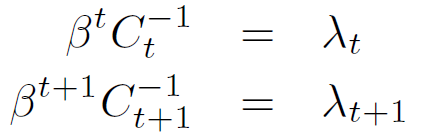 β^t C_t^{-1} = λ_t
β^{t+1} C_{t+1}^{-1} = λ_{t+1}